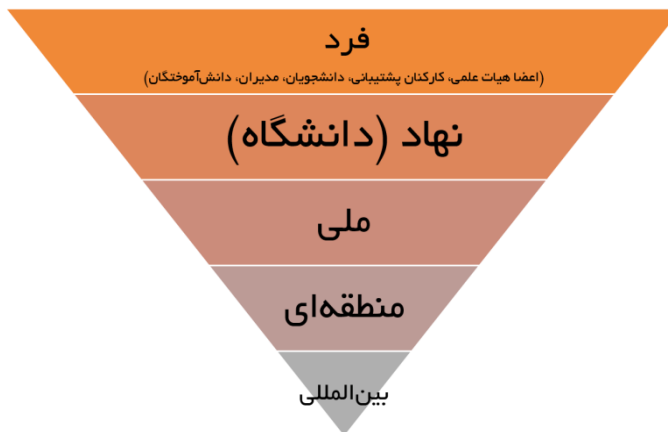 فرد
(اعضا هیات علمی، کارکنان پشتیبانی، دانشجویان، مدیران، دانش‌آموختگان)
نهاد (دانشگاه)
ملی
منطقه‌ای
بین‌المللی